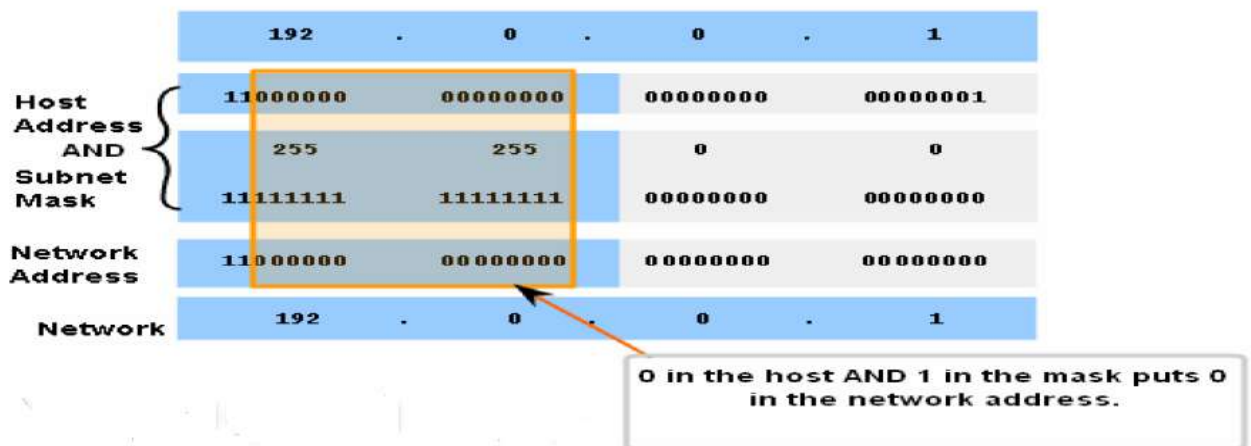 192 . 0 . 0 . 1
Host
Address
AND
Subnet
Mask
11000000 00000000 00000000 00000001
255 255 0 0
11111111 11111111 00000000 00000000
Network
Address
11000000 00000000 00000000 00000000
Network
192 . 0 . 0 . 1
0 in the host AND 1 in the mask puts 0
in the network address.